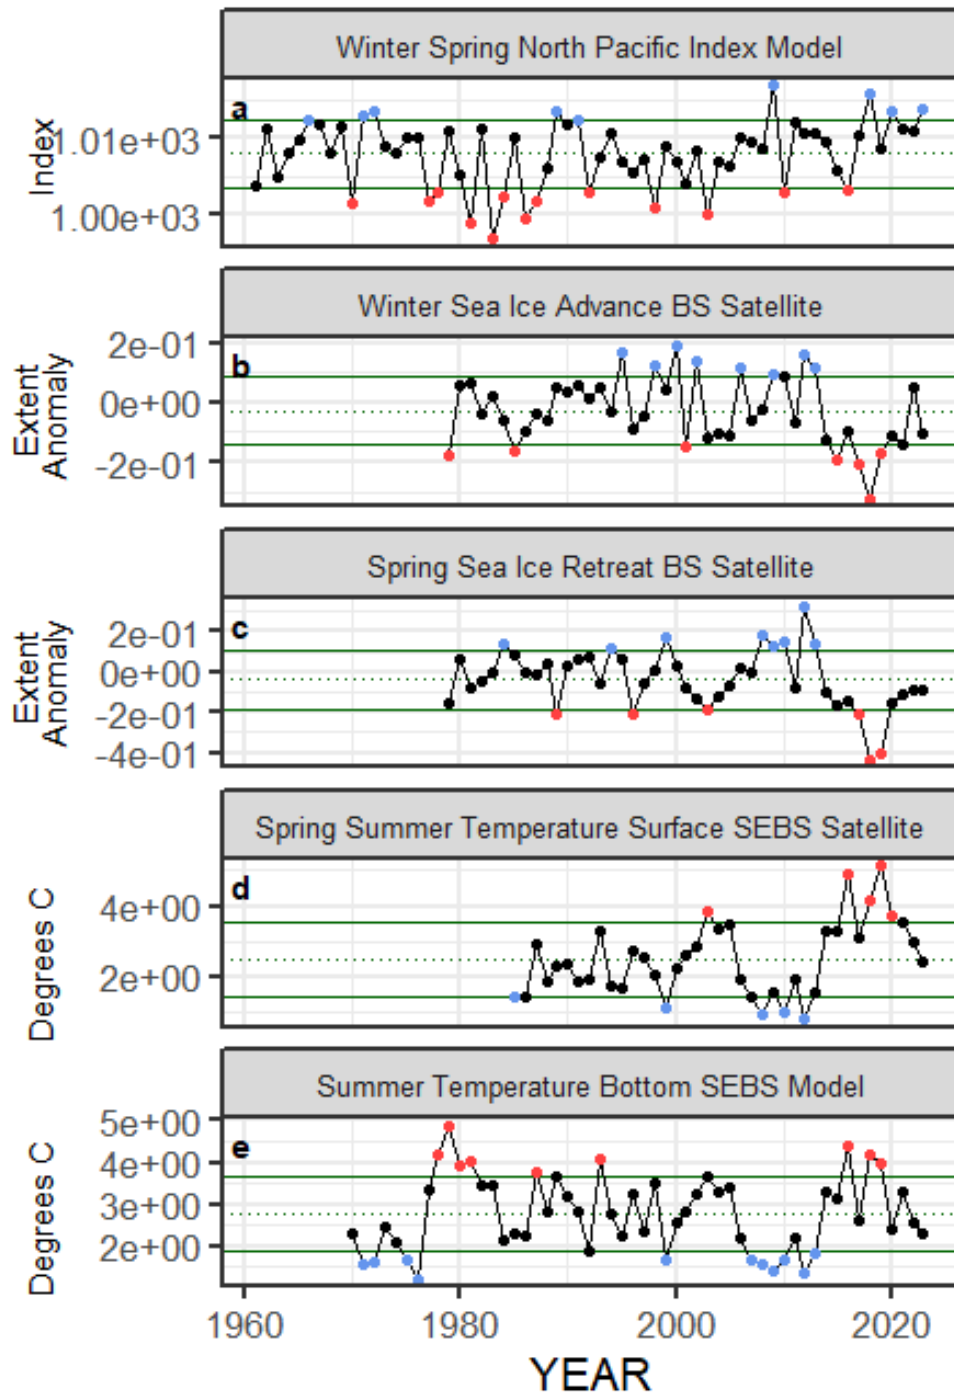 Winter Spring North Pacific Index Model
a
Index
1.01e+03
1.00e+03
Winter Sea Ice Advance BS Satellite
b
Extent
Anomaly
2e-01
0e+00
-2e-01
Spring Sea Ice Retreat BS Satellite
c
Extent
Anomaly
2e-01
0e+00
-2e-01
-4e-01
Spring Summer Temperature Surface SEBS Satellite
d
Degrees C
4e+00
2e+00
Summer Temperature Bottom SEBS Model
e
Degrees C
5e+00
4e+00
3e+00
2e+00
1960 1980 2000 2020
YEAR